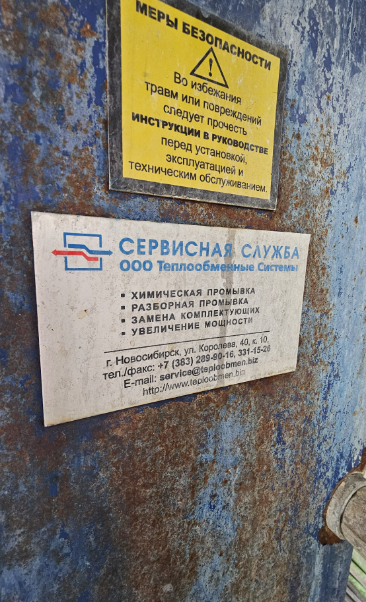 МЕРЫ БЕЗОПАСНОСТИ
Во избежания
травм или повреждений
следует прочесть
ИНСТРУКЦИИ В РУКОВОДСТВЕ
перед установкой,
эксплуатацией и
техническим обслуживанием.
СЕРВИСНАЯ СЛУЖБА
ООО Теплообменные Системы
▪ ХИМИЧЕСКАЯ ПРОМЫВКА
▪ РАЗБОРНАЯ ПРОМЫВКА
▪ ЗАМЕНА КОМПЛЕКТУЮЩИХ
▪ УВЕЛИЧЕНИЕ МОЩНОСТИ
г. Новосибирск, ул. Королева, 40, к. 10
тел./факс: +7 (383) 289-90-16, 331-15-26
E-mail: service@teploobmen.biz
http://www.teploobmen.biz